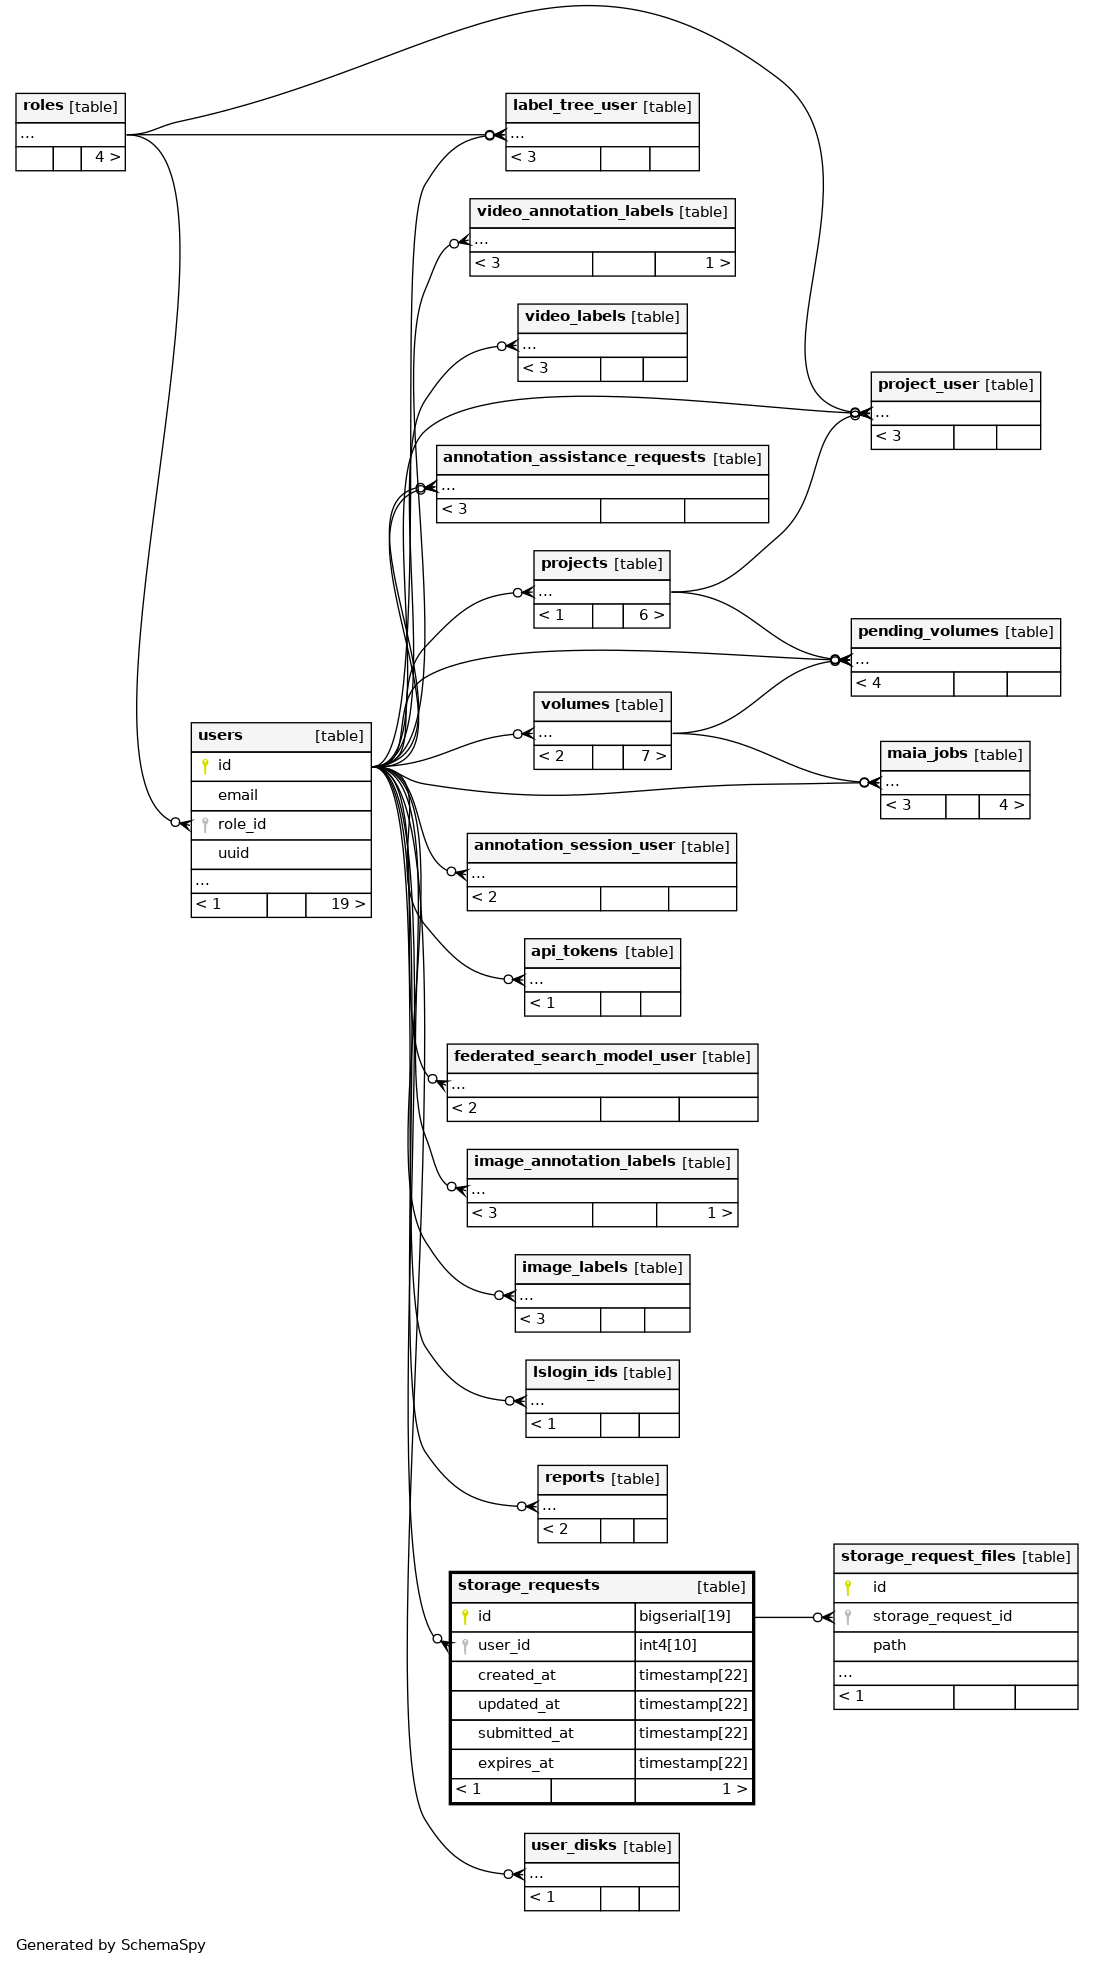 roles [table]
...
4 >
label_tree_user [table]
...
< 3
video_annotation_labels [table]
...
< 3 1 >
video_labels [table]
...
< 3
project_user [table]
...
< 3
annotation_assistance_requests [table]
...
< 3
projects [table]
...
< 1 6 >
pending_volumes [table]
...
< 4
volumes [table]
...
< 2 7 >
users [table]
id
email
role_id
uuid
...
< 1 19 >
maia_jobs [table]
...
< 3 4 >
annotation_session_user [table]
...
< 2
api_tokens [table]
...
< 1
federated_search_model_user [table]
...
< 2
image_annotation_labels [table]
...
< 3 1 >
image_labels [table]
...
< 3
lslogin_ids [table]
...
< 1
reports [table]
...
< 2
storage_requests [table]
id bigserial[19]
user_id int4[10]
created_at timestamp[22]
updated_at timestamp[22]
submitted_at timestamp[22]
expires_at timestamp[22]
< 1 1 >
storage_request_files [table]
id
storage_request_id
path
...
< 1
user_disks [table]
...
< 1
Generated by SchemaSpy